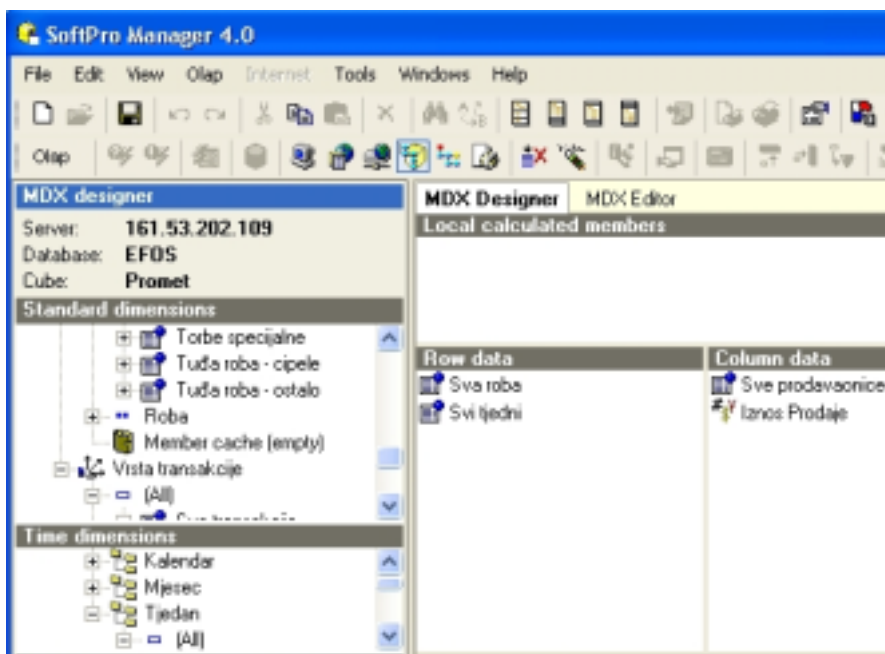 SoftPro Manager 4.0
File Edit View Olap Internet Tools Windows Help
Olap
MDX designer
Server: 161.53.202.109
Database: EFOS
Cube: Promet
Standard dimensions
Torbe specijalne
Tuđa roba - cipele
Tuđa roba - ostalo
Roba
Member cache (empty)
Vrsta transakcije
(All)
Time dimensions
Kalendar
Mjesec
Tjedan
(All)
MDX Designer MDX Editor
Local calculated members
Row data
Sva roba
Svi tjedni
Column data
Sve prodavaonice
Iznos Prodaje